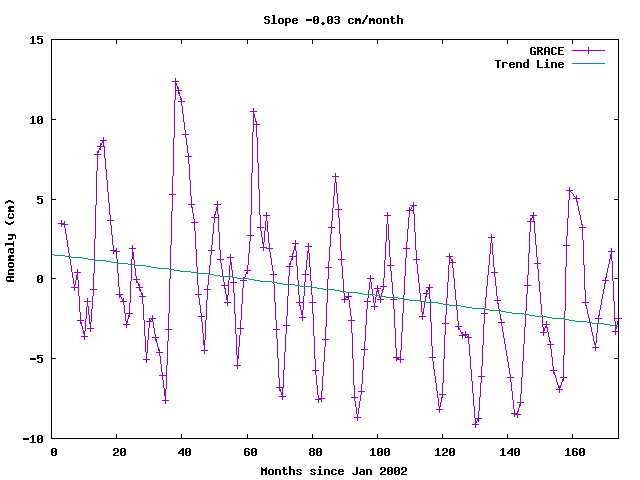 Slope -0.03 cm/month
GRACE
Trend Line
Anomaly (cm)
15
10
5
0
-5
-10
0 20 40 60 80 100 120 140 160
Months since Jan 2002